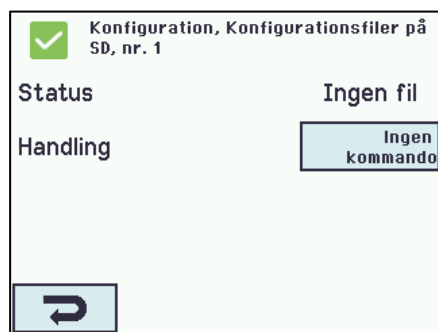 Konfiguration, Konfigurationsfiler på
SD, nr. 1
Status Ingen fil
Handling Ingen
kommando